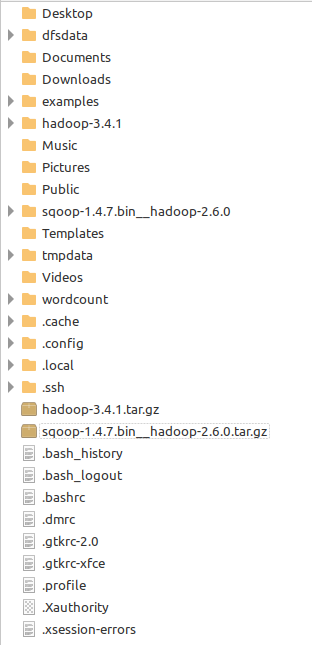 Desktop
dfsdata
Documents
Downloads
examples
hadoop-3.4.1
Music
Pictures
Public
sqoop-1.4.7.bin__hadoop-2.6.0
Templates
tmpdata
Videos
wordcount
.cache
.config
.local
.ssh
hadoop-3.4.1.tar.gz
sqoop-1.4.7.bin__hadoop-2.6.0.tar.gz
.bash_history
.bash_logout
.bashrc
.dmrc
.gtkrc-2.0
.gtkrc-xfce
.profile
.Xauthority
.xsession-errors